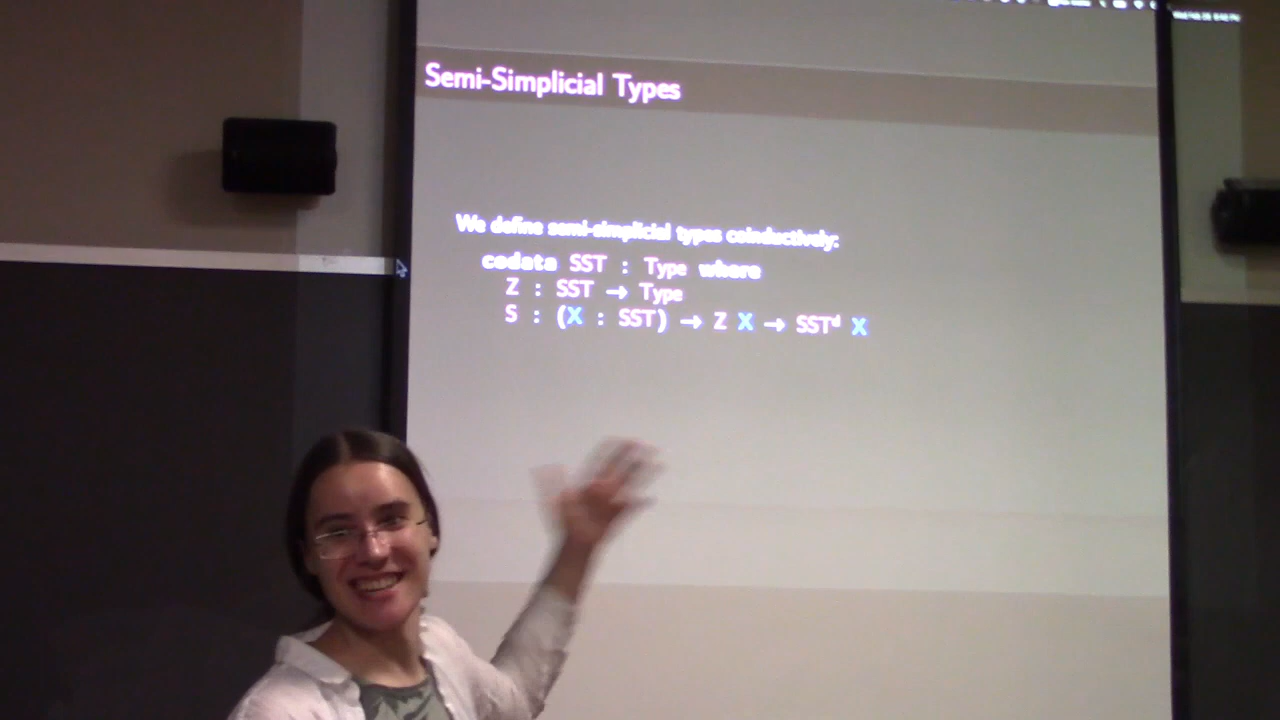 Semi-Simplicial Types
We define semi-simplicial types coinductively:
codata SST : Type where
Z : SST → Type
S : (X : SST) → Z X → SSTᵈ X